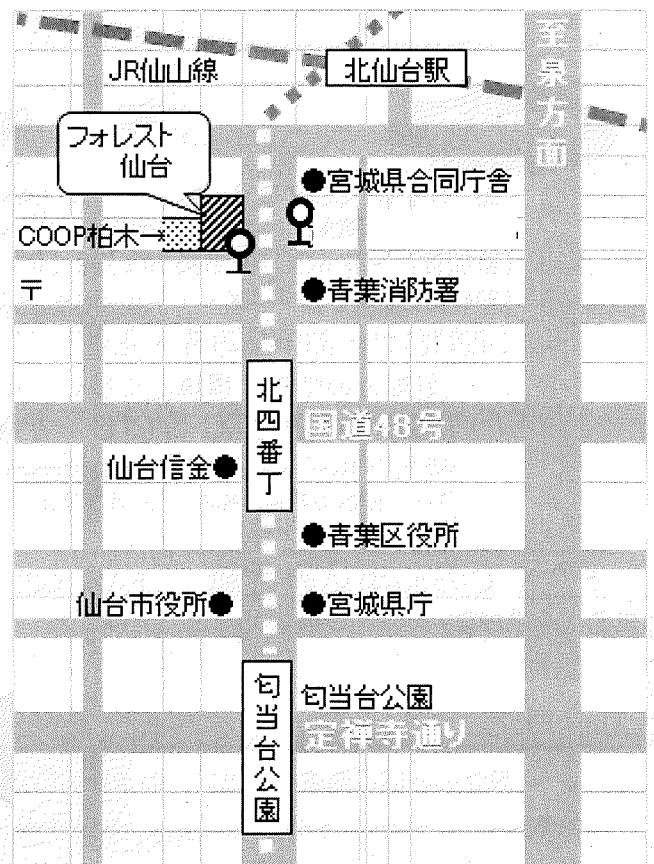 至泉方面
JR仙山線
北仙台駅
フォレスト
仙台
宮城県合同庁舎
COOP柏木→
〒
青葉消防署
北四番丁
国道48号
仙台信金
青葉区役所
仙台市役所
宮城県庁
匂当台公園
匂当台公園
定禅寺通り